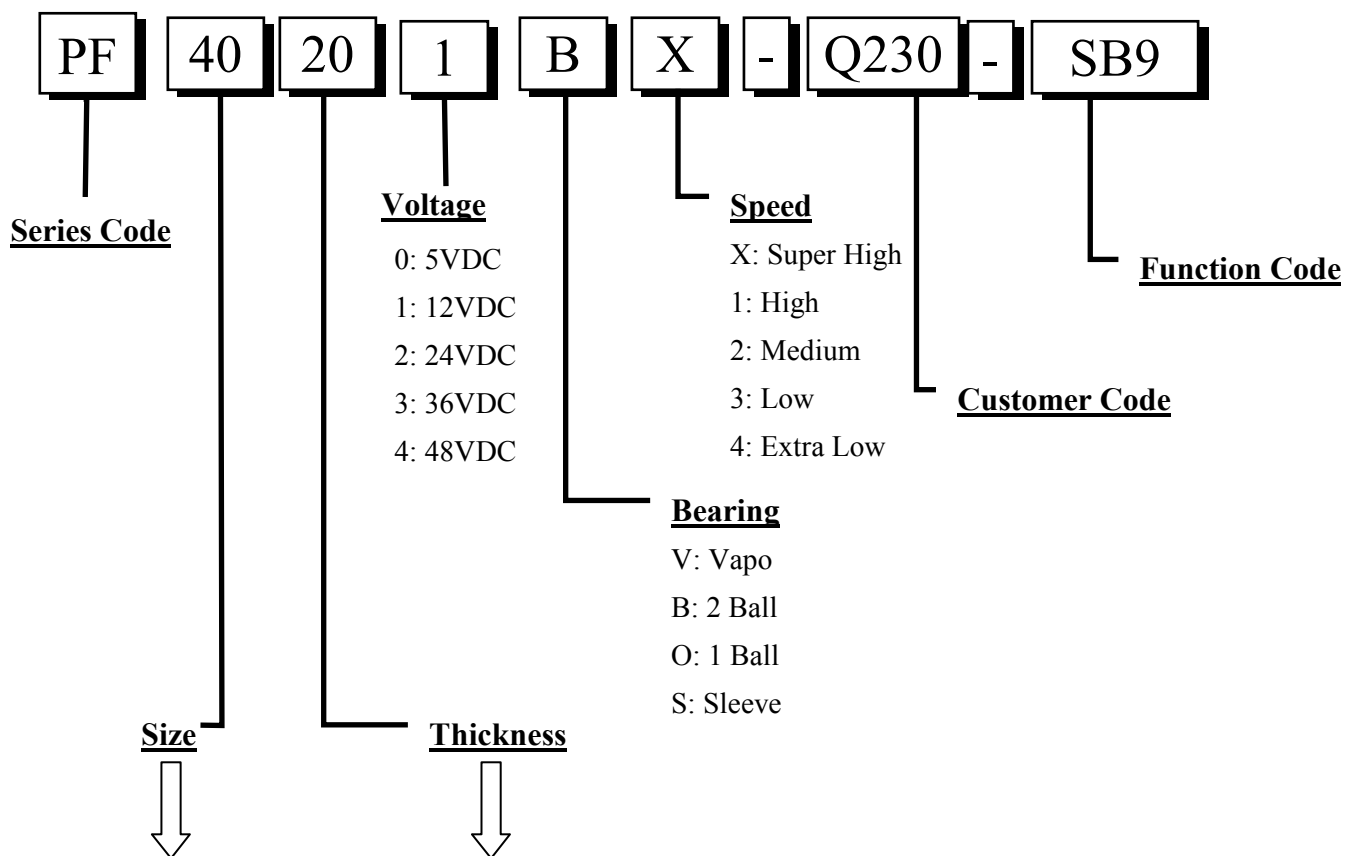 PF 40 20 1 B X - Q230 - SB9
Series Code
Voltage
0: 5VDC
1: 12VDC
2: 24VDC
3: 36VDC
4: 48VDC
Speed
X: Super High
1: High
2: Medium
3: Low
4: Extra Low
Function Code
Customer Code
Bearing
V: Vapo
B: 2 Ball
O: 1 Ball
S: Sleeve
Size
Thickness